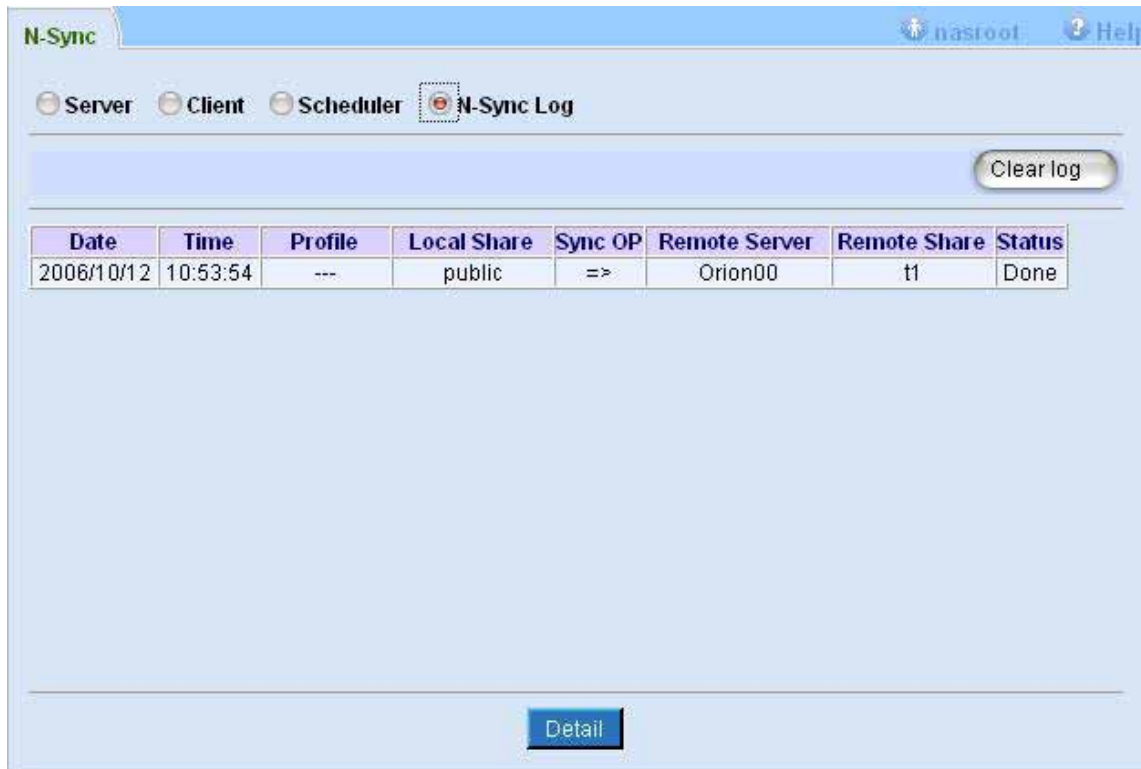 N-Sync nasroot Help
Server Client Scheduler N-Sync Log
Clear log
Date Time Profile Local Share Sync OP Remote Server Remote Share Status
2006/10/12 10:53:54 --- public => Orion00 t1 Done
Detail